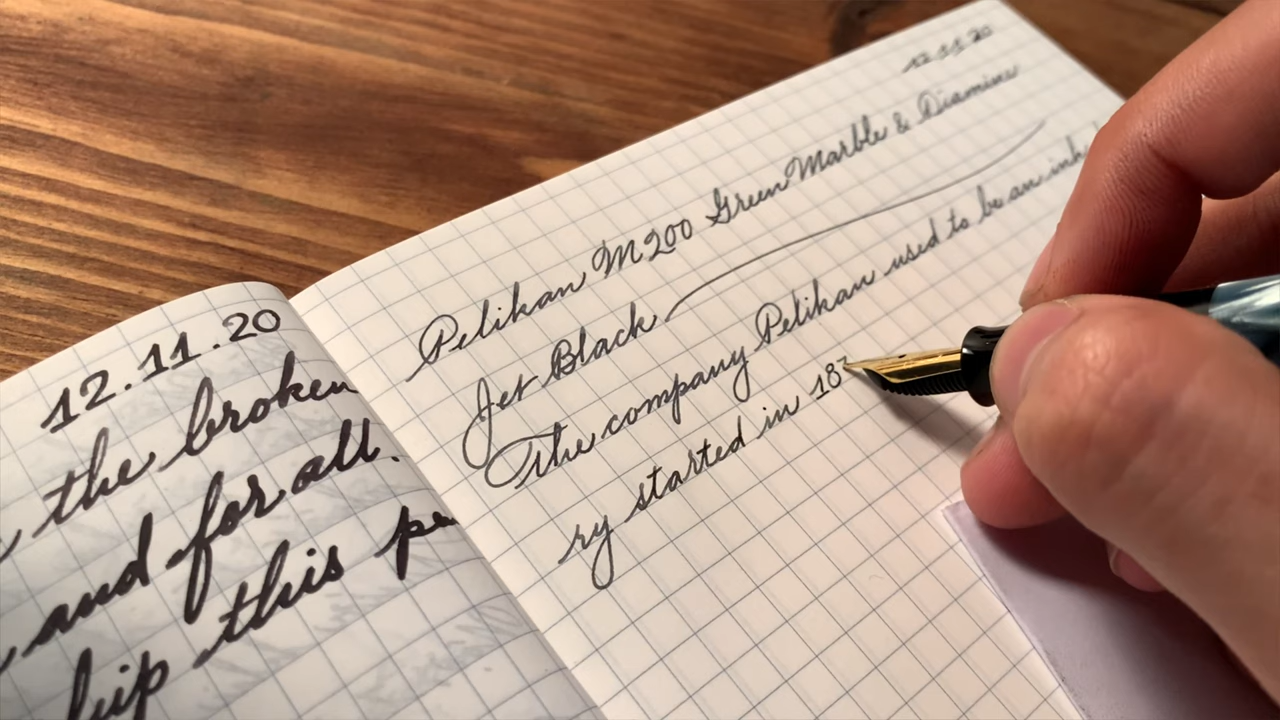 12.11.20
the broken
and for all.
this
12.11.20
Pelikan M200 Green Marble & Diamine
Jet Black
The company Pelikan used to be an ink
ry started in 183